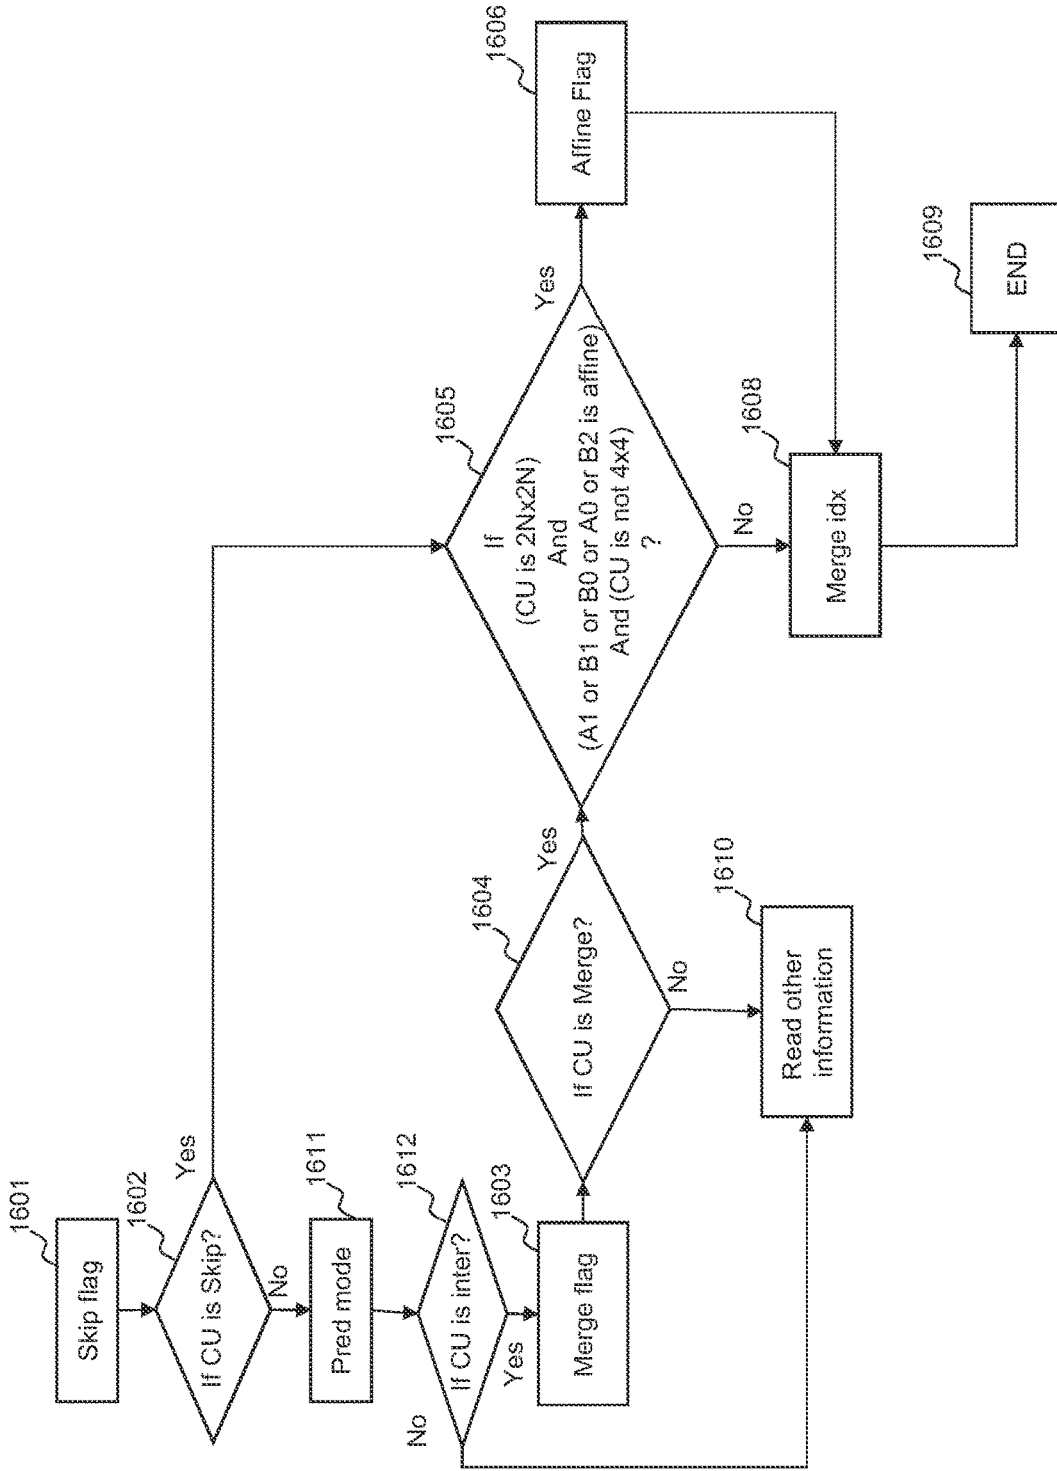 1601
Skip flag
1602
If CU is Skip?
Yes
No
1611
Pred mode
1612
If CU is inter?
No
Yes
1603
Merge flag
1604
If CU is Merge?
Yes
No
1610
Read other
information
1605
If
(CU is 2Nx2N)
And
(A1 or B1 or B0 or A0 or B2 is affine)
And (CU is not 4x4)
?
Yes
No
1606
Affine Flag
1608
Merge idx
1609
END